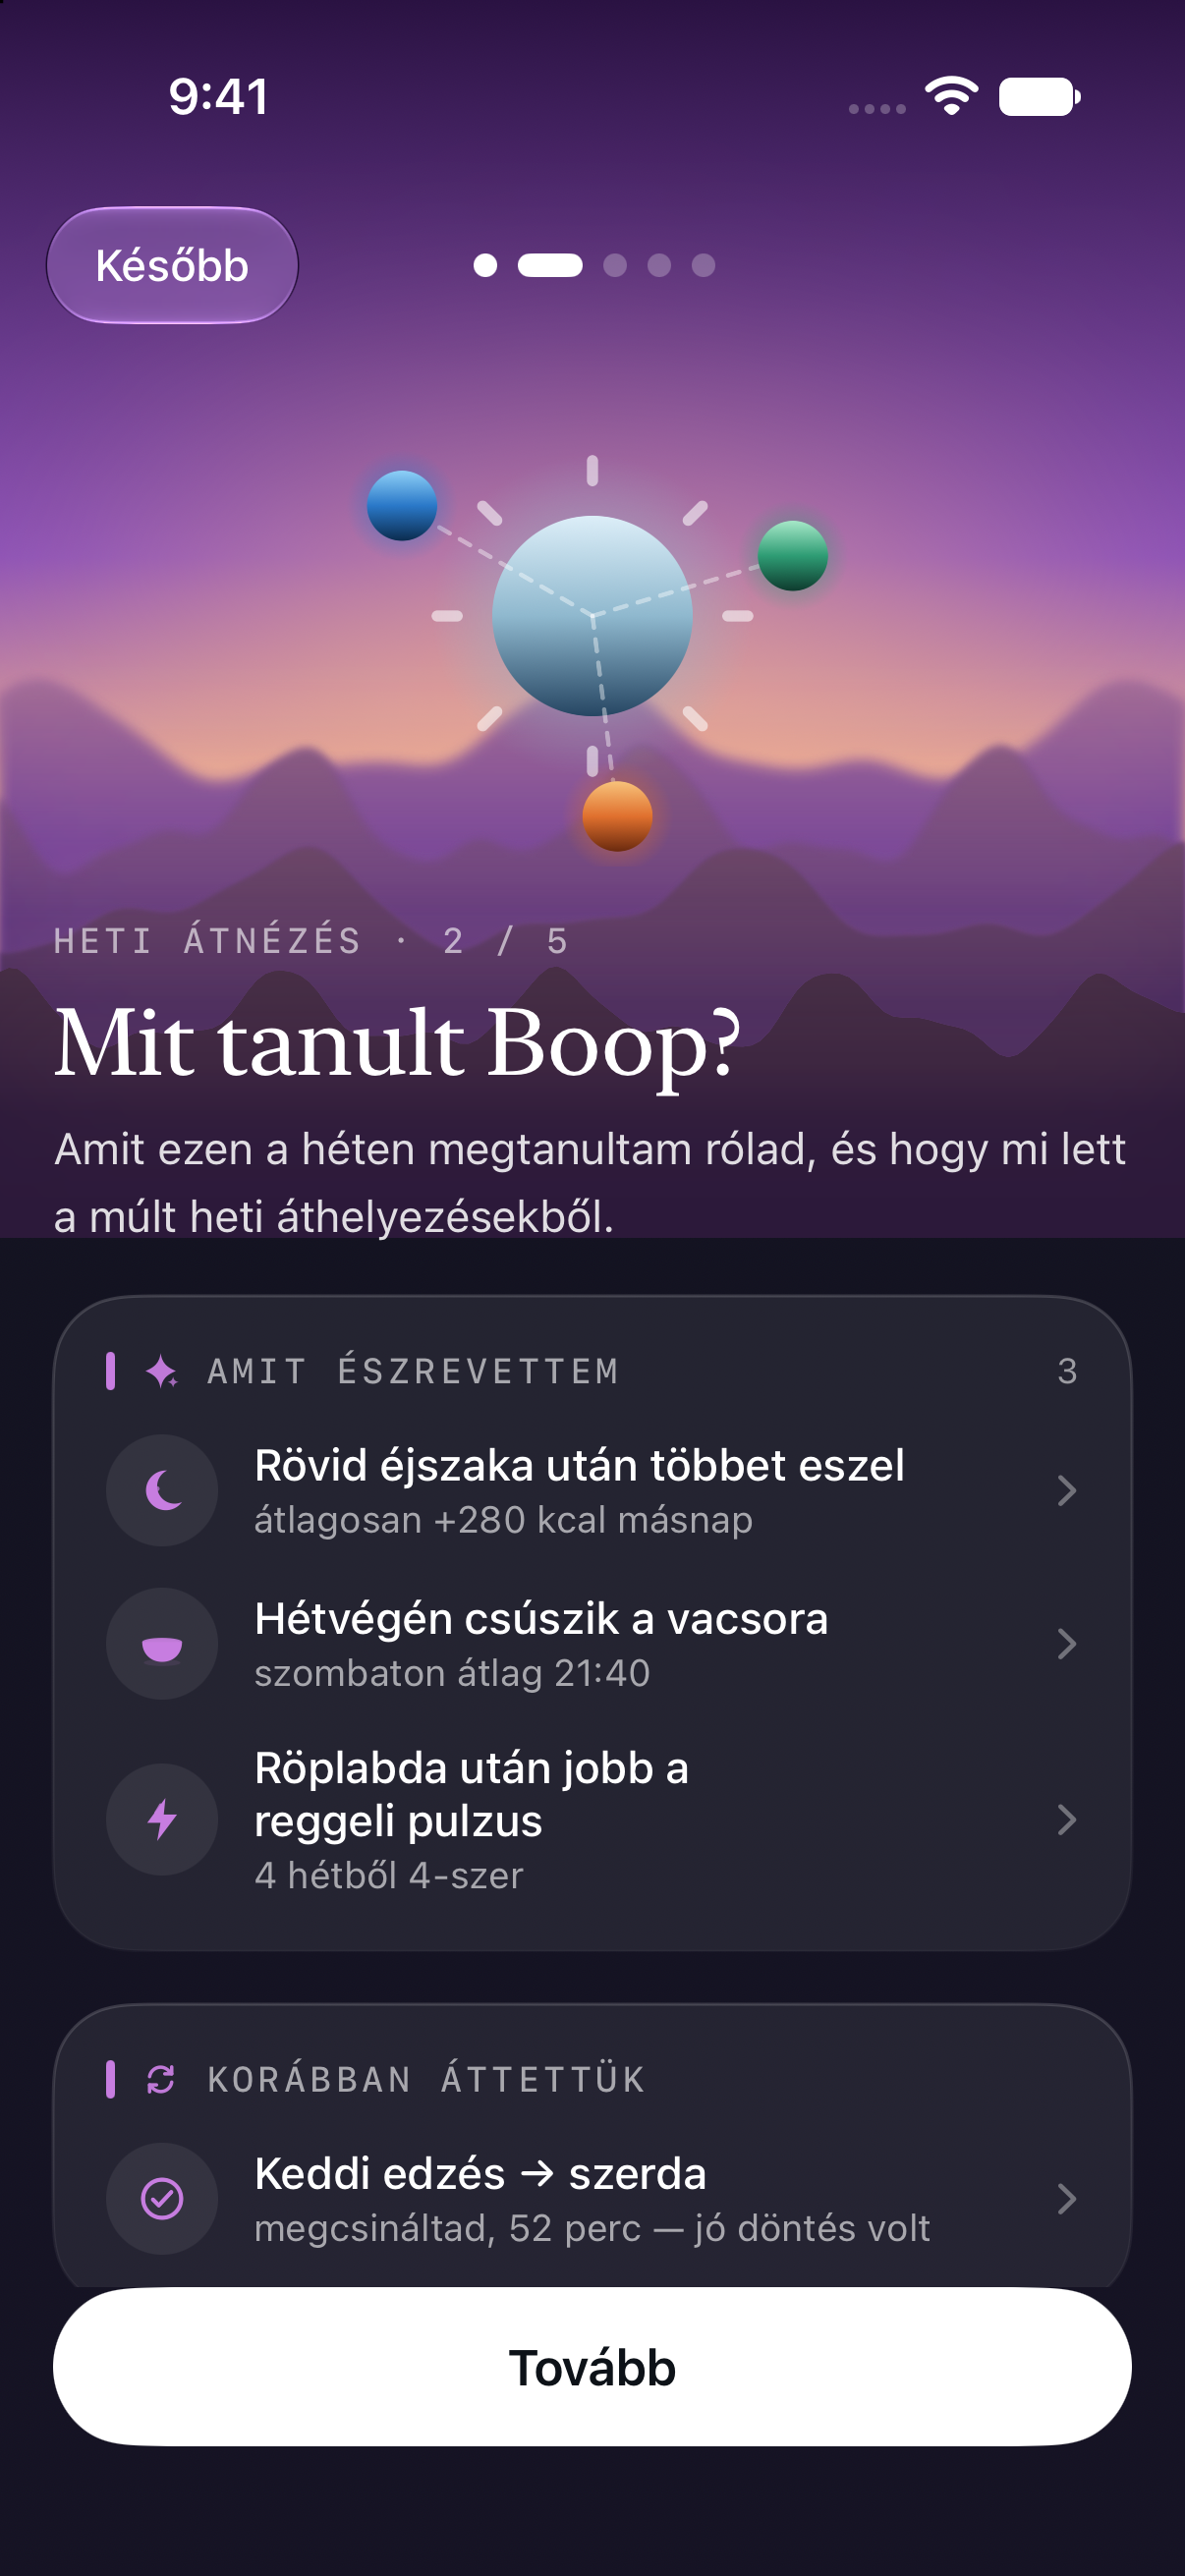 9:41
Később
HETI ÁTNÉZÉS · 2 / 5
Mit tanult Boop?
Amit ezen a héten megtanultam rólad, és hogy mi lett
a múlt heti áthelyezésekből.
AMIT ÉSZREVETTEM 3
Rövid éjszaka után többet eszel
átlagosan +280 kcal másnap
Hétvégén csúszik a vacsora
szombaton átlag 21:40
Röplabda után jobb a
reggeli pulzus
4 hétből 4-szer
KORÁBBAN ÁTTETTÜK
Keddi edzés → szerda
megcsináltad, 52 perc — jó döntés volt
Tovább